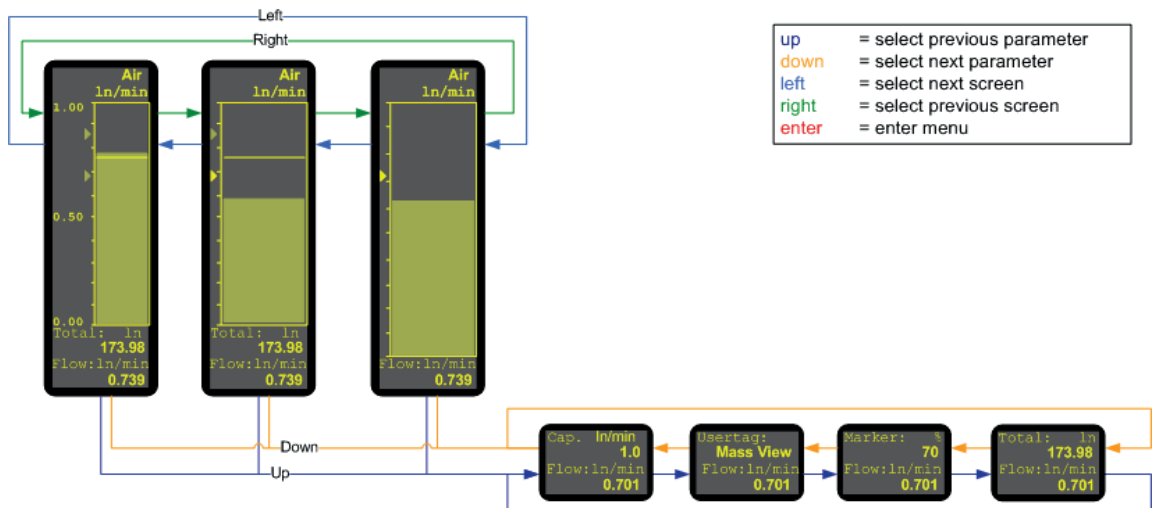 Left
Right
up = select previous parameter
down = select next parameter
left = select next screen
right = select previous screen
enter = enter menu
Air
ln/min
1.00
0.50
0.00
Total: ln
173.98
Flow:ln/min
0.739
Air
ln/min
Total: ln
173.98
Flow:ln/min
0.739
Air
ln/min
Flow:ln/min
0.739
Down
Up
Cap. ln/min
1.0
Flow:ln/min
0.701
Usertag:
Mass View
Flow:ln/min
0.701
Marker: %
70
Flow:ln/min
0.701
Total: ln
173.98
Flow:ln/min
0.701